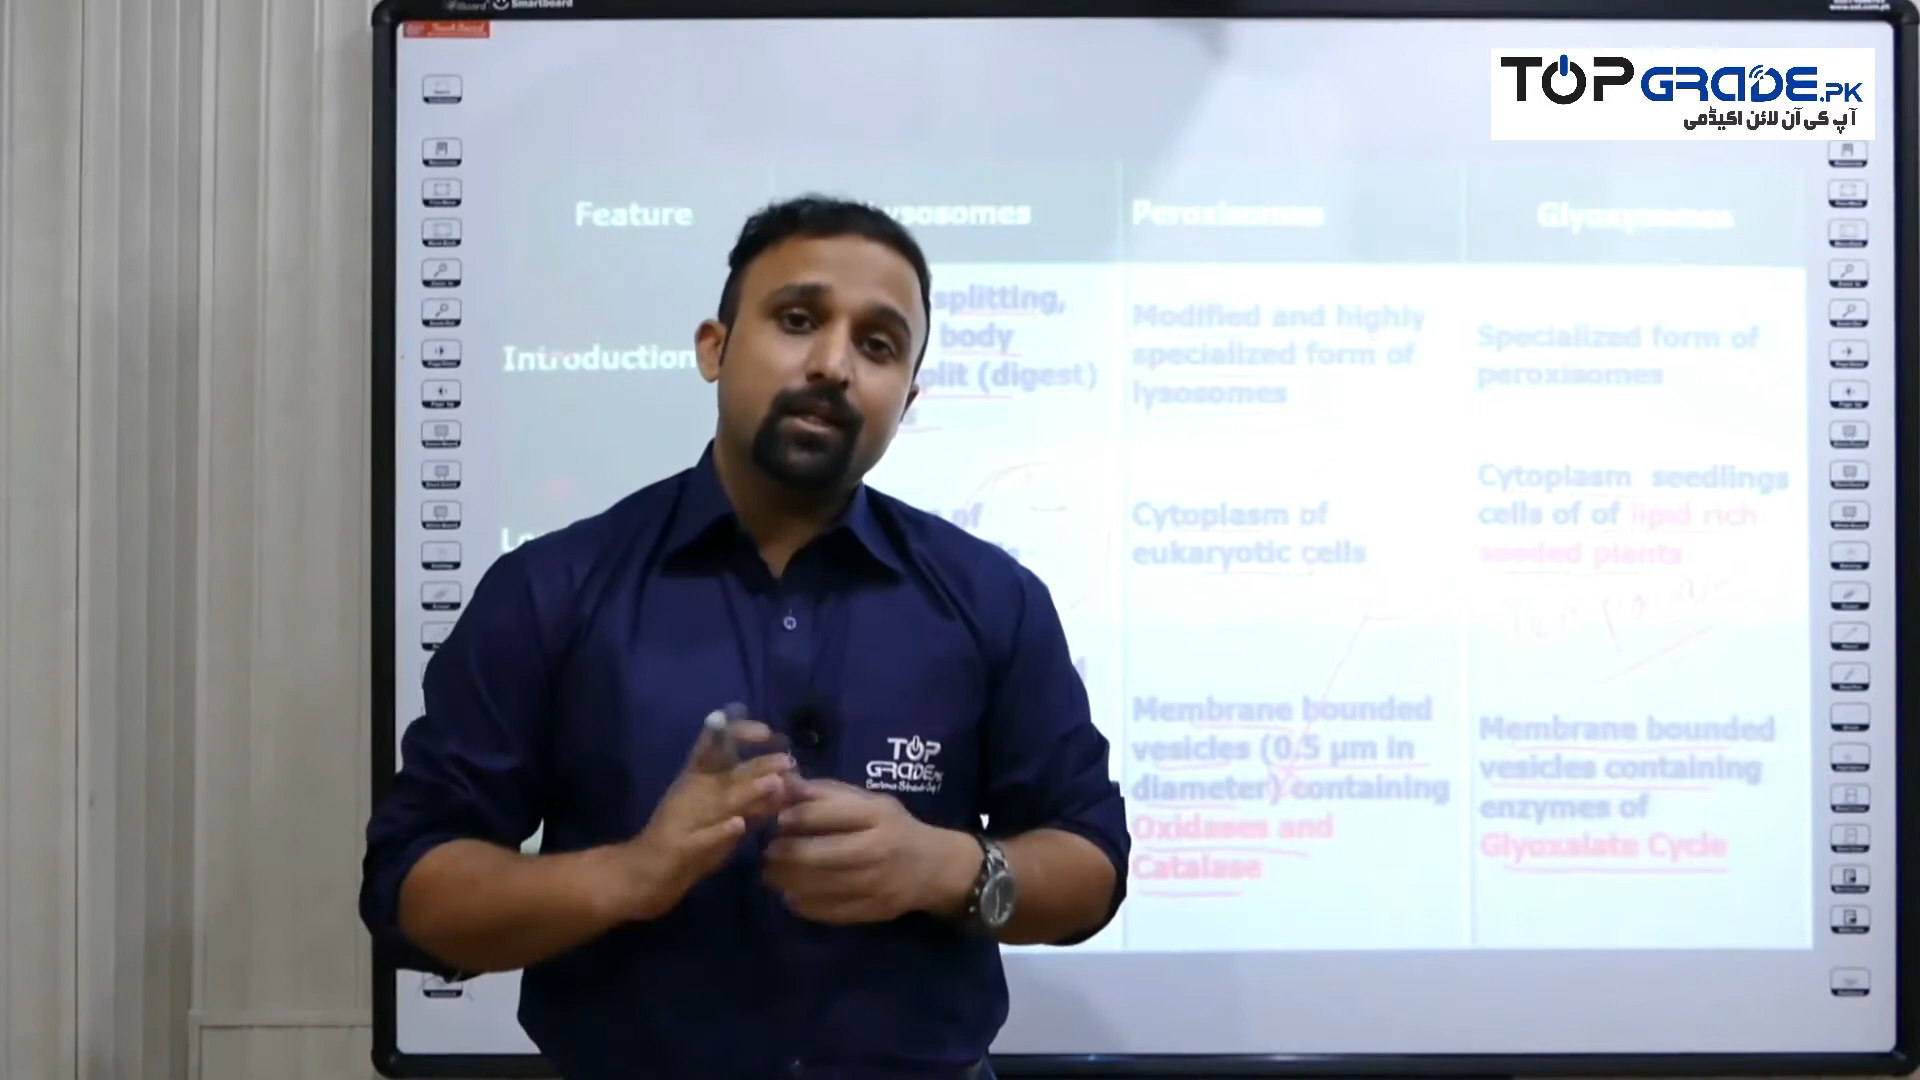 Smartboard
TOPGRADE.PK
آپ کی آن لائن اکیڈمی
Feature
ysosomes
Peroxisomes
Glyoxysomes
Introduction
splitting,
body
split (digest)
s
Modified and highly
specialized form of
lysosomes
Specialized form of
peroxisomes
of
Cytoplasm of
eukaryotic cells
Cytoplasm seedlings
cells of of lipid rich
seeded plants
Membrane bounded
vesicles (0.5 µm in
diameter) containing
Oxidases and
Catalase
Membrane bounded
vesicles containing
enzymes of
Glyoxalate Cycle
TOP
GRADE.PK